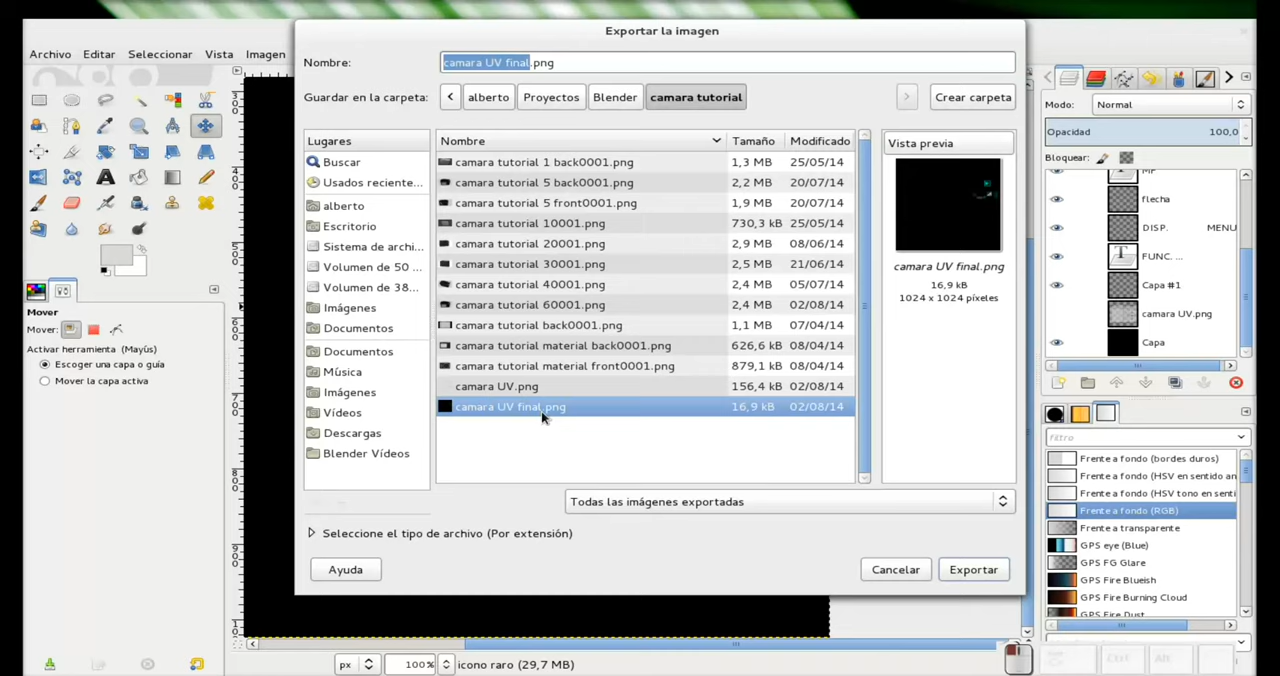 Exportar la imagen
Archivo Editar Seleccionar Vista Imagen
Nombre: camara UV final.png
Guardar en la carpeta: < alberto Proyectos Blender camara tutorial > Crear carpeta
Lugares
Buscar
Usados reciente...
alberto
Escritorio
Sistema de archi...
Volumen de 50 ...
Volumen de 38...
Imágenes
Documentos
Documentos
Música
Imágenes
Vídeos
Descargas
Blender Vídeos
Nombre Tamaño Modificado
camara tutorial 1 back0001.png 1,3 MB 25/05/14
camara tutorial 5 back0001.png 2,2 MB 20/07/14
camara tutorial 5 front0001.png 1,9 MB 20/07/14
camara tutorial 10001.png 730,3 kB 25/05/14
camara tutorial 20001.png 2,9 MB 08/06/14
camara tutorial 30001.png 2,5 MB 21/06/14
camara tutorial 40001.png 2,4 MB 05/07/14
camara tutorial 60001.png 2,4 MB 02/08/14
camara tutorial back0001.png 1,1 MB 07/04/14
camara tutorial material back0001.png 626,6 kB 08/04/14
camara tutorial material front0001.png 879,1 kB 08/04/14
camara UV.png 156,4 kB 02/08/14
camara UV final.png 16,9 kB 02/08/14
Vista previa
camara UV final.png
16,9 kB
1024 x 1024 píxeles
Todas las imágenes exportadas
Seleccione el tipo de archivo (Por extensión)
Ayuda Cancelar Exportar
Mover
Mover:
Activar herramienta (Mayús)
Escoger una capa o guía
Mover la capa activa
Modo: Normal
Opacidad 100,0
Bloquear:
flecha
DISP. MENU
FUNC. ...
Capa #1
camara UV.png
Capa
filtro
Frente a fondo (bordes duros)
Frente a fondo (HSV en sentido an
Frente a fondo (HSV tono en senti
Frente a fondo (RGB)
Frente a transparente
GPS eye (Blue)
GPS FG Glare
GPS Fire Blueish
GPS Fire Burning Cloud
GPS Fire Dust
px 100% icono raro (29,7 MB)
Ctrl Alt